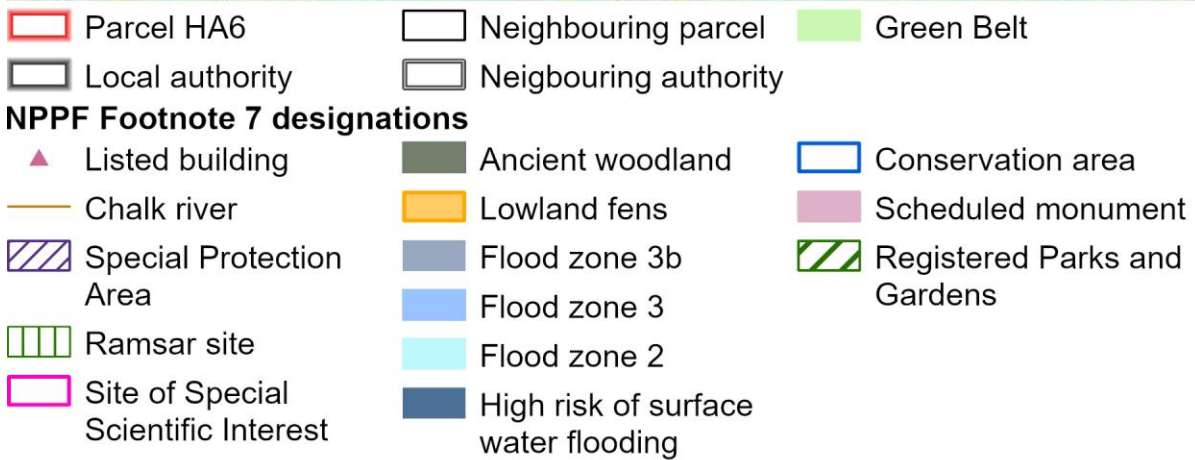 Parcel HA6
Neighbouring parcel
Green Belt
Local authority
Neigbouring authority
NPPF Footnote 7 designations
Listed building
Chalk river
Special Protection
Area
Ramsar site
Site of Special
Scientific Interest
Ancient woodland
Lowland fens
Flood zone 3b
Flood zone 3
Flood zone 2
High risk of surface
water flooding
Conservation area
Scheduled monument
Registered Parks and
Gardens